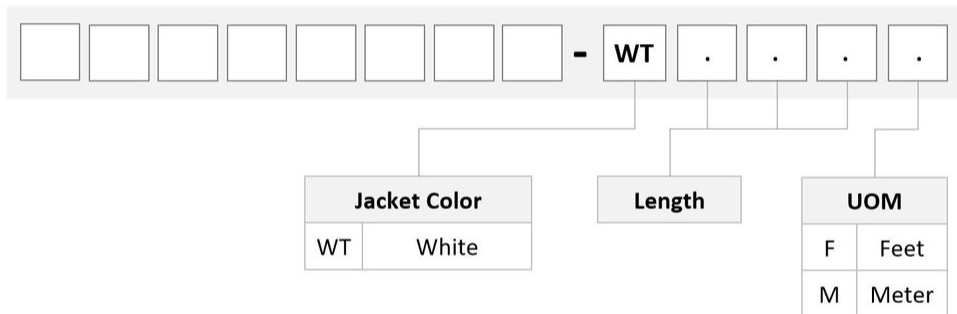 - WT . . . .
Jacket Color Length UOM
WT White F Feet
M Meter